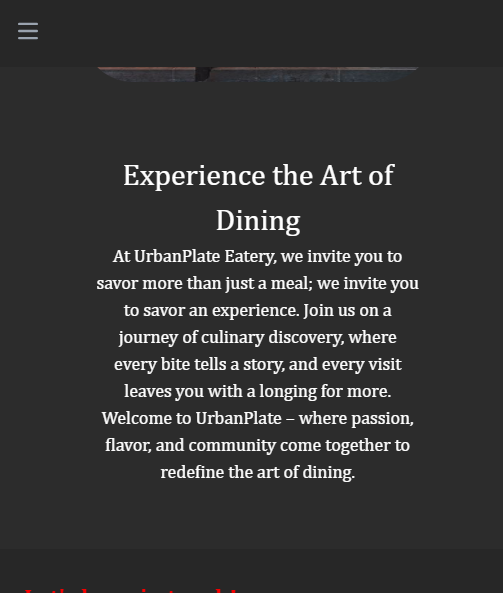 Experience the Art of
Dining
At UrbanPlate Eatery, we invite you to
savor more than just a meal; we invite you
to savor an experience. Join us on a
journey of culinary discovery, where
every bite tells a story, and every visit
leaves you with a longing for more.
Welcome to UrbanPlate – where passion,
flavor, and community come together to
redefine the art of dining.